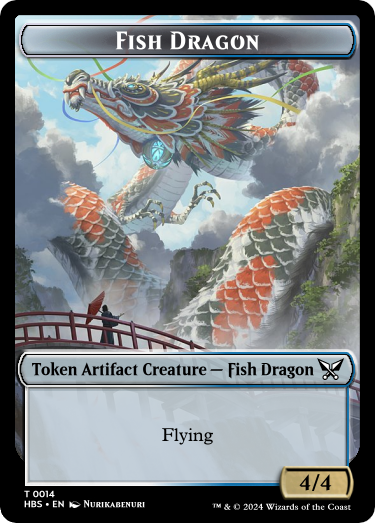 Fish Dragon
Token Artifact Creature — Fish Dragon
Flying
4/4
T 0014
HBS • EN Nurikabenuri
™ & © 2024 Wizards of the Coast